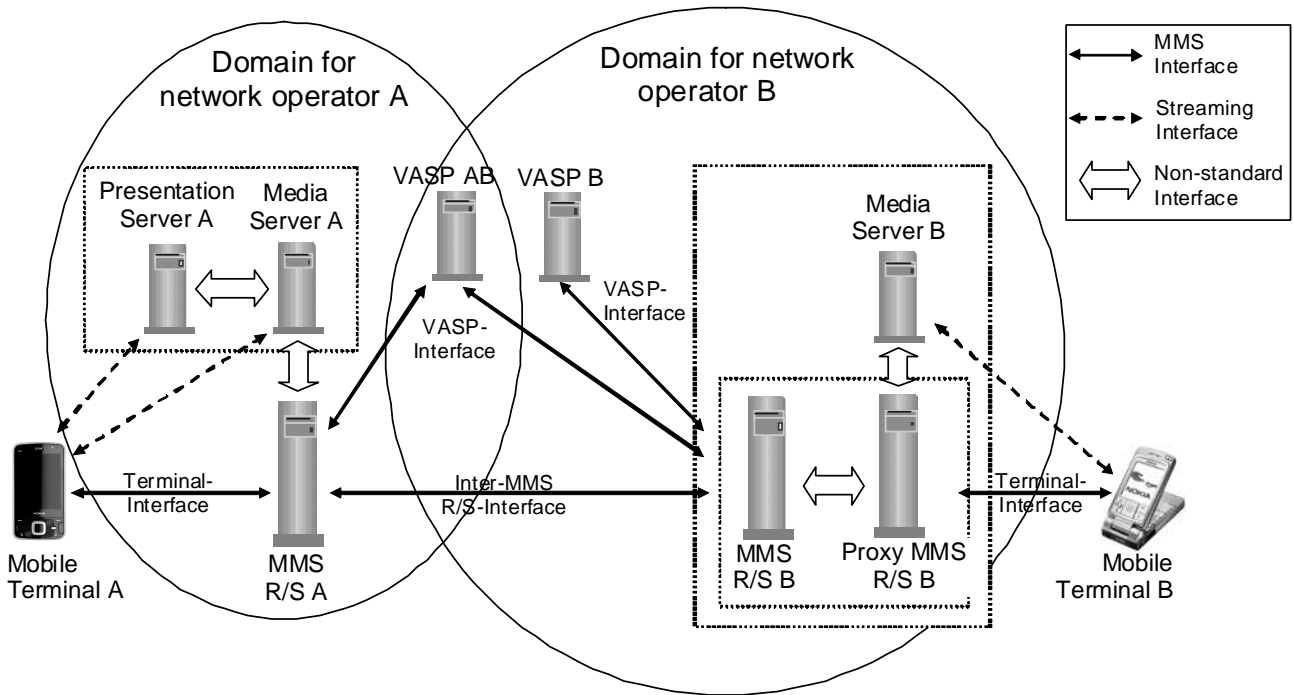 Domain for
network operator A
Domain for network
operator B
MMS
Interface
Streaming
Interface
Non-standard
Interface
Presentation
Server A
Media
Server A
VASP AB
VASP B
Media
Server B
VASP-
Interface
VASP-
Interface
Terminal-
Interface
Inter-MMS
R/S-Interface
Terminal-
Interface
NOKIA
Mobile
Terminal A
MMS
R/S A
MMS
R/S B
Proxy MMS
R/S B
Mobile
Terminal B